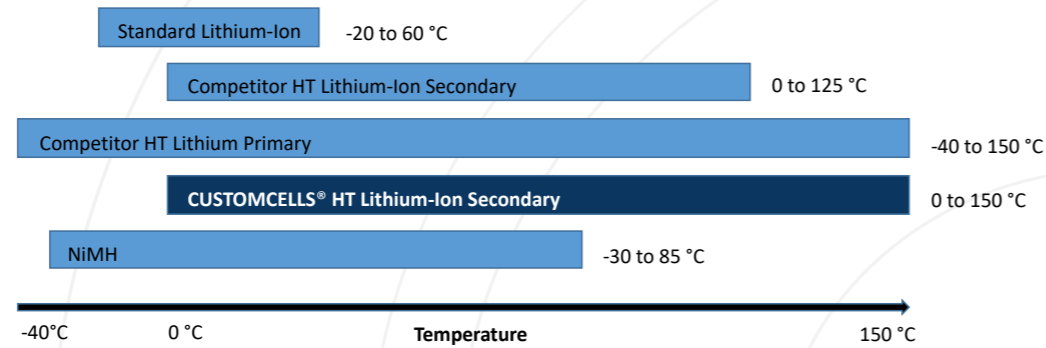 Standard Lithium-Ion -20 to 60 °C
Competitor HT Lithium-Ion Secondary 0 to 125 °C
Competitor HT Lithium Primary -40 to 150 °C
CUSTOMCELLS® HT Lithium-Ion Secondary 0 to 150 °C
NiMH -30 to 85 °C
-40°C 0 °C Temperature 150 °C